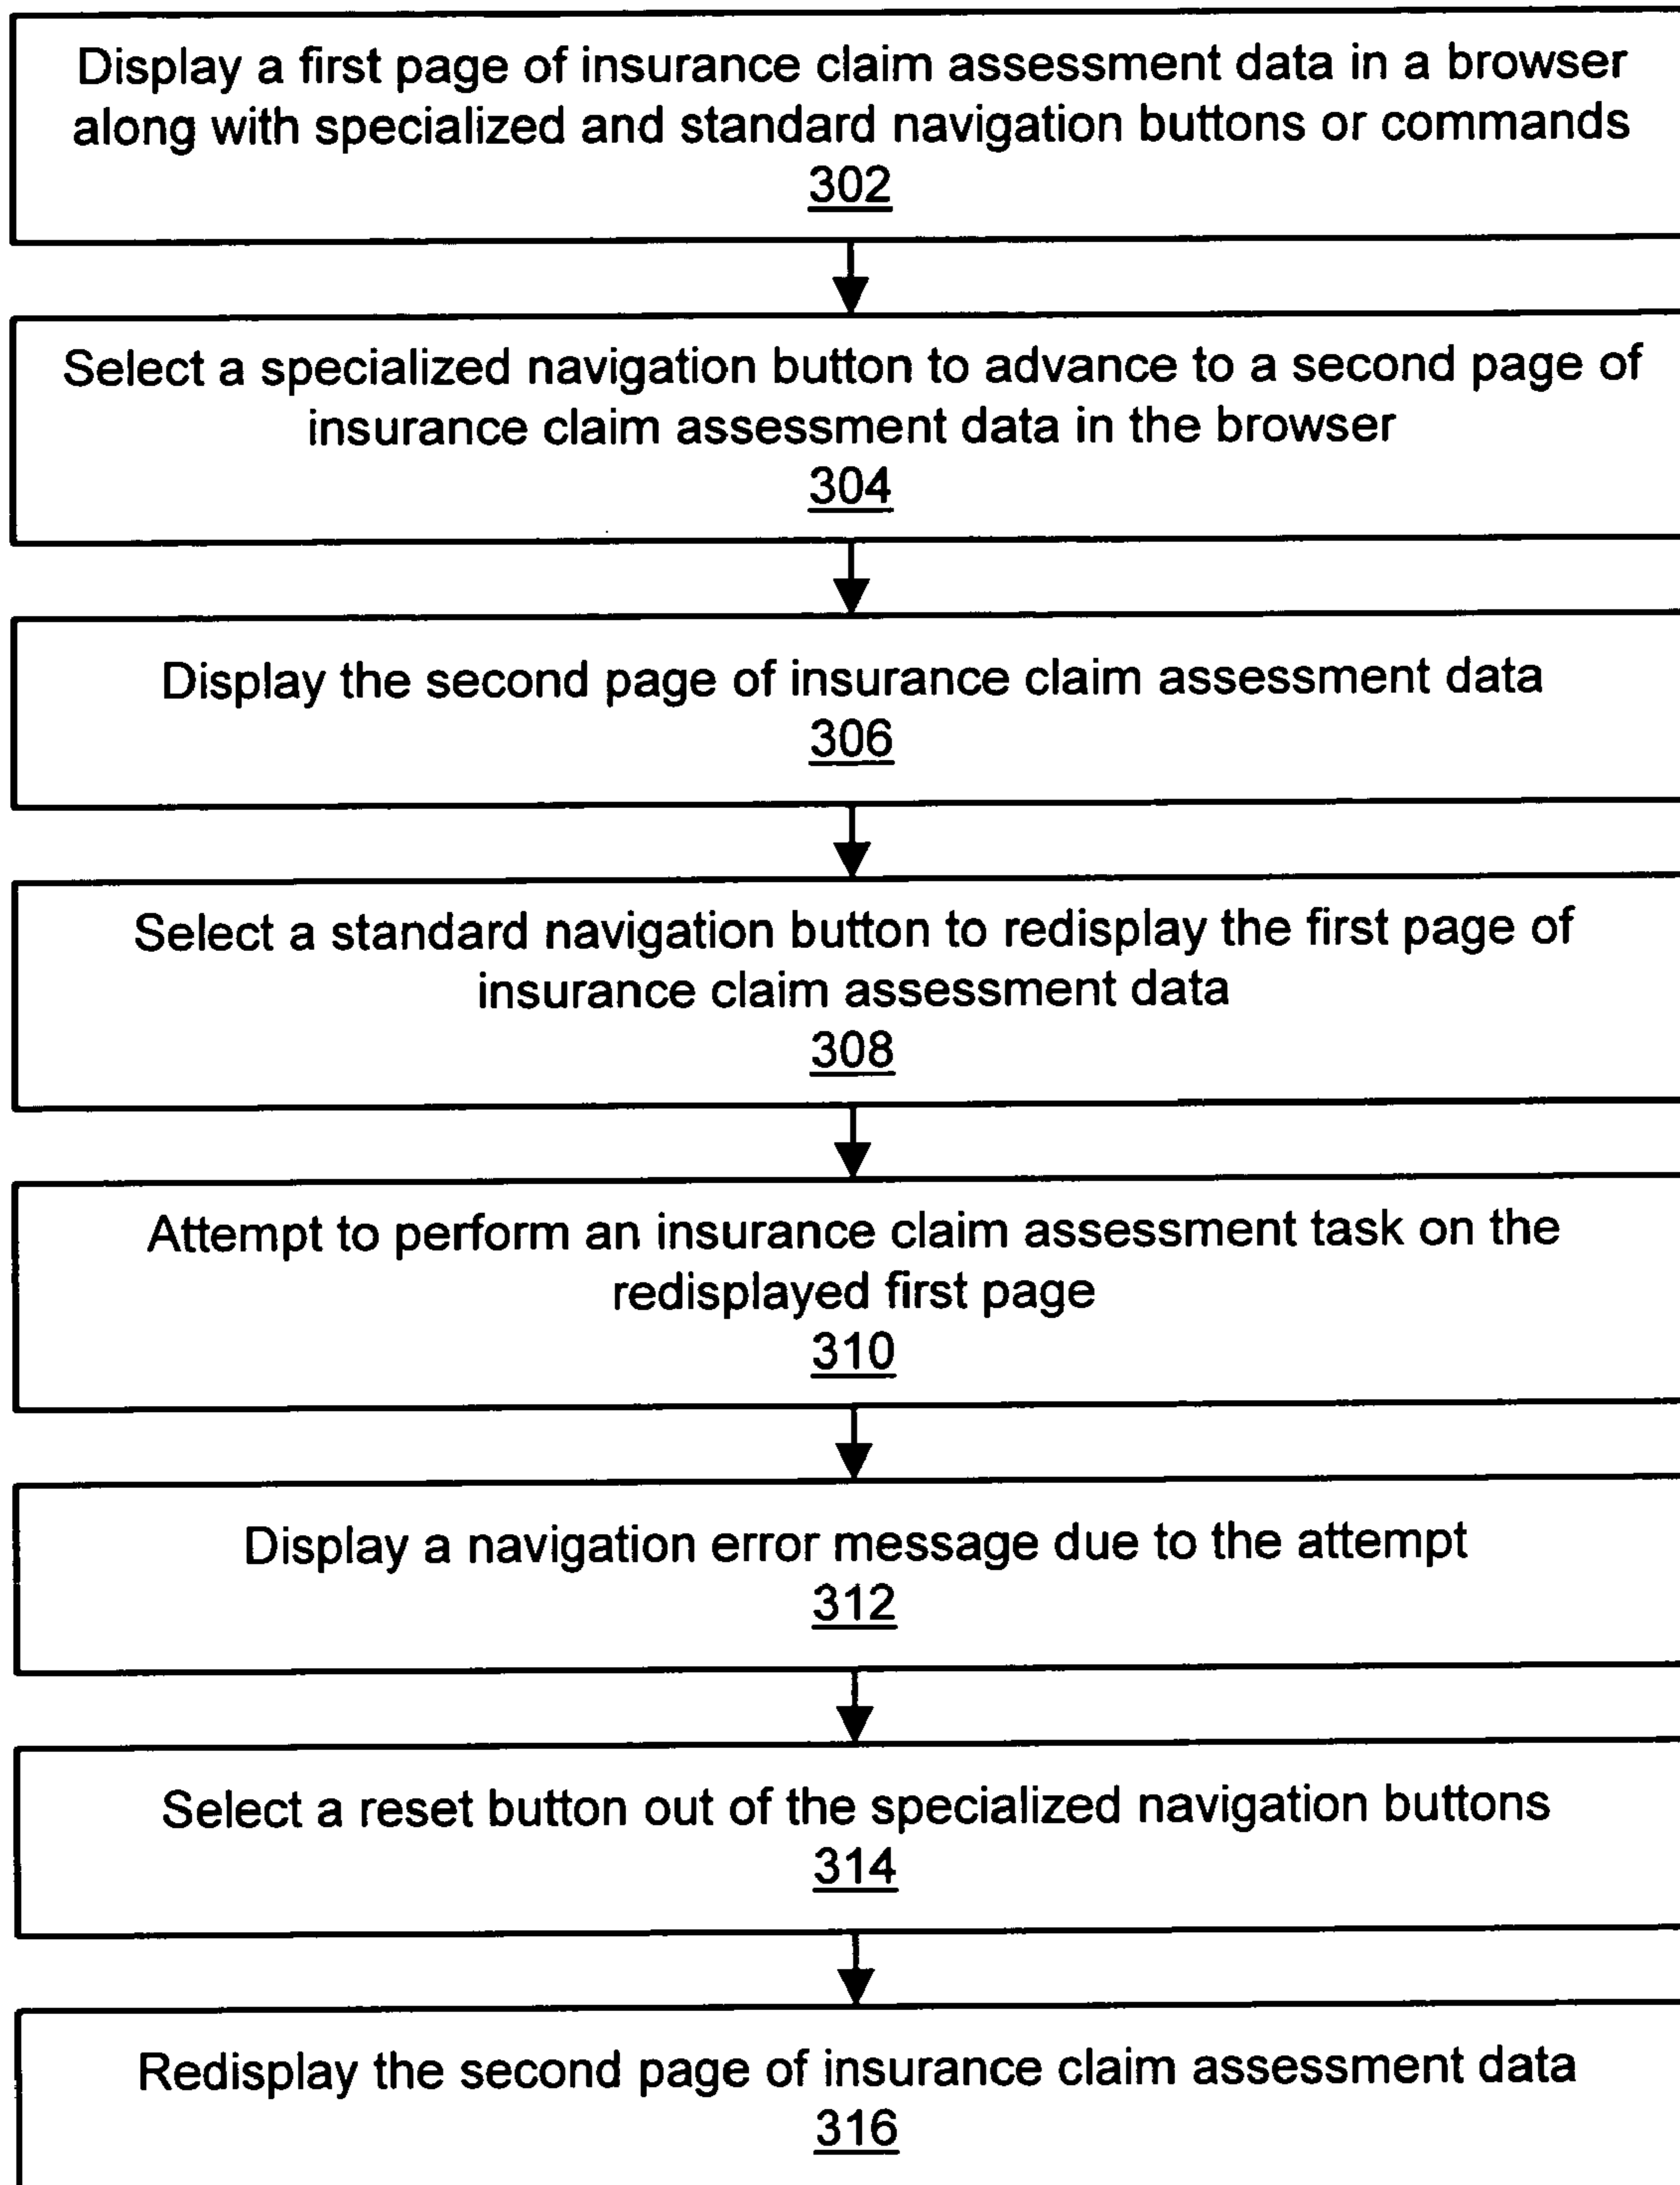 Display a first page of insurance claim assessment data in a browser
along with specialized and standard navigation buttons or commands
302
Select a specialized navigation button to advance to a second page of
insurance claim assessment data in the browser
304
Display the second page of insurance claim assessment data
306
Select a standard navigation button to redisplay the first page of
insurance claim assessment data
308
Attempt to perform an insurance claim assessment task on the
redisplayed first page
310
Display a navigation error message due to the attempt
312
Select a reset button out of the specialized navigation buttons
314
Redisplay the second page of insurance claim assessment data
316